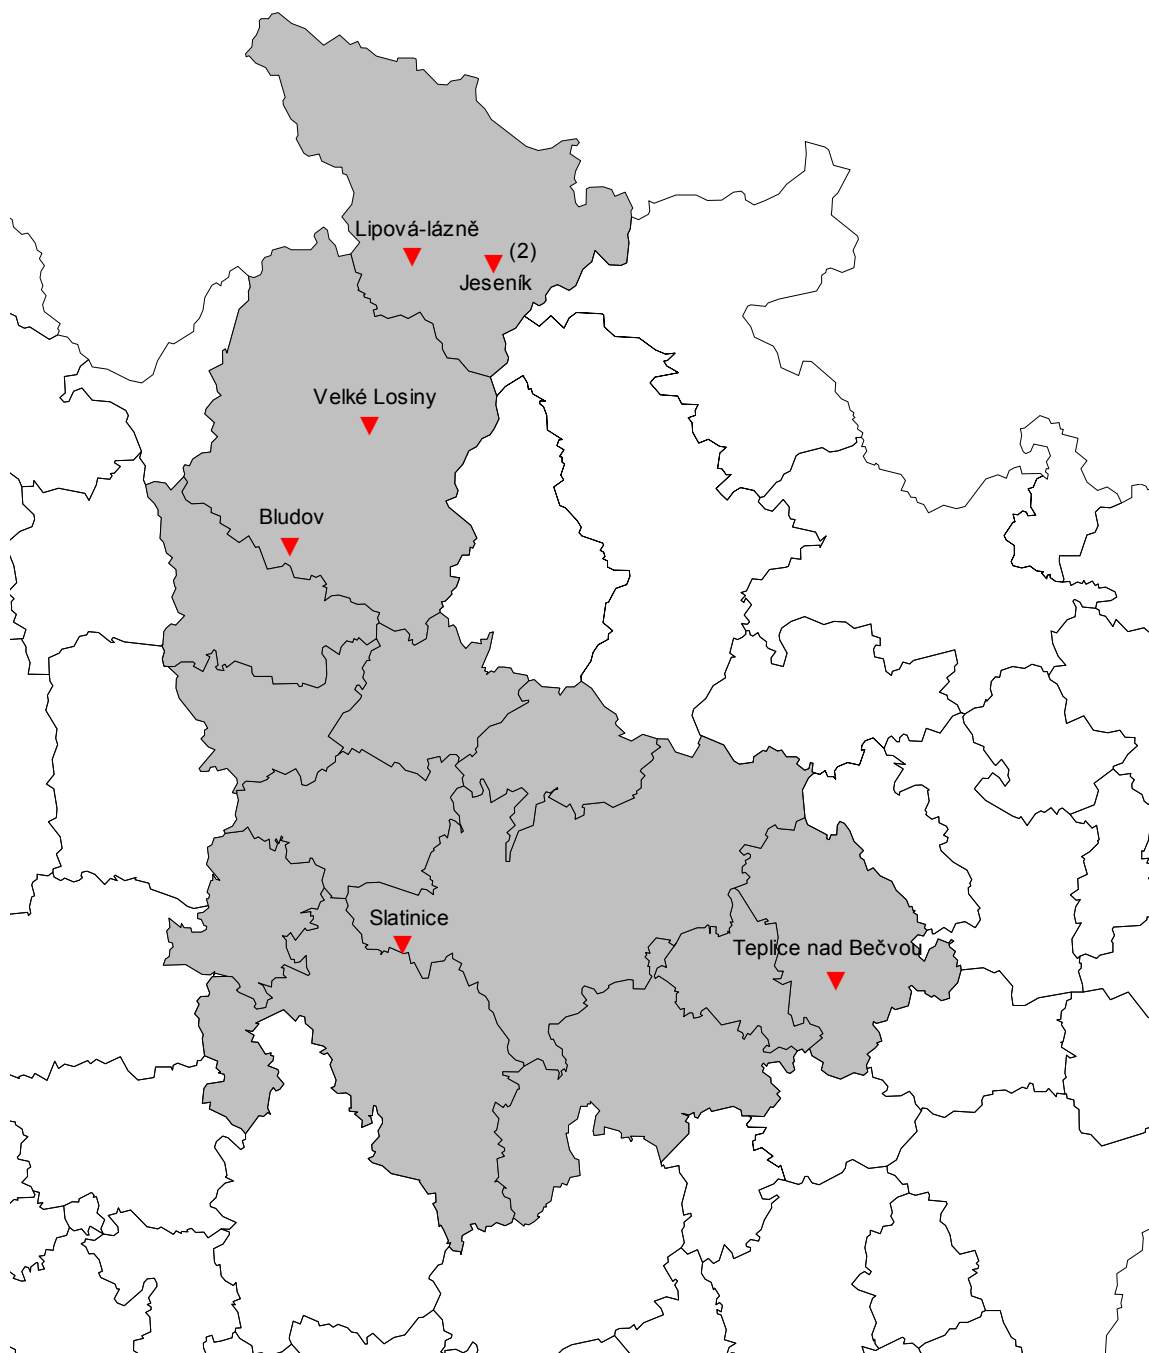 Lipová-lázně
(2)
Jeseník
Velké Losiny
Bludov
Slatinice
Teplice nad Bečvou